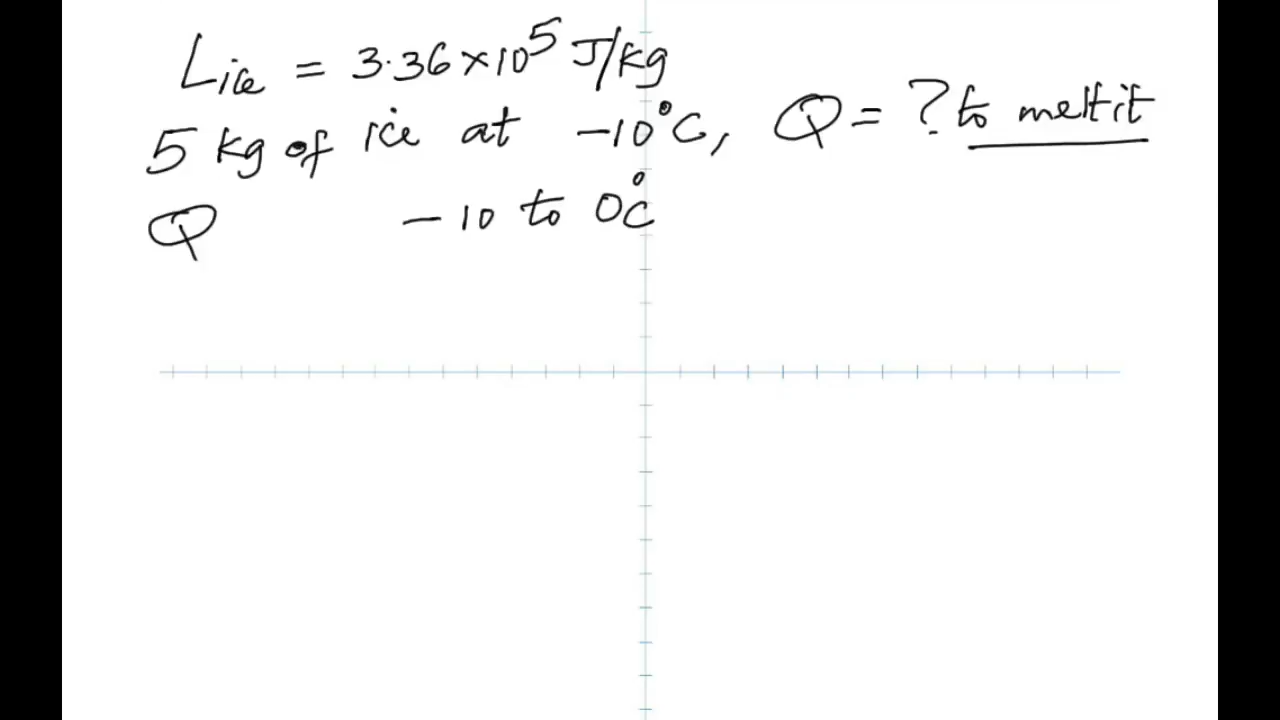 Lice = 3.36×10⁵ J/kg
5 kg of ice at -10°C, Q = ? to melt it
Q -10 to 0°C